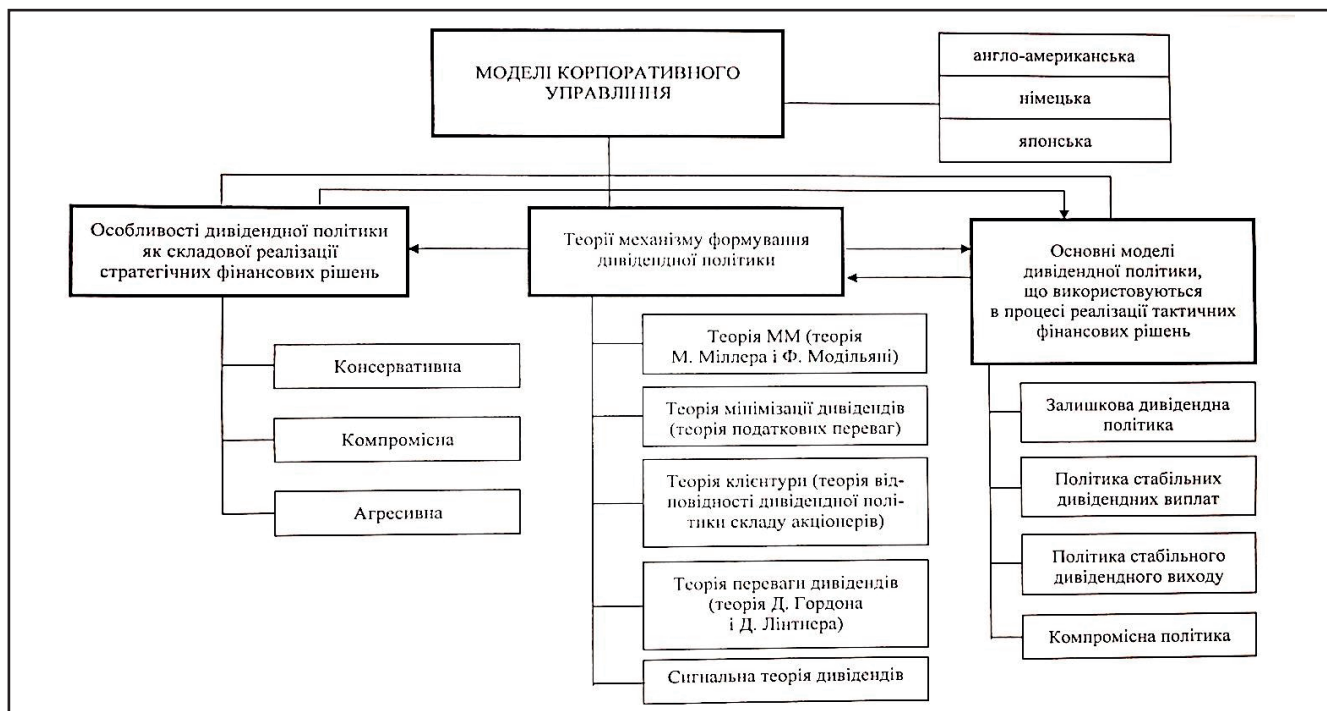 МОДЕЛІ КОРПОРАТИВНОГО
УПРАВЛІННЯ
англо-американська
німецька
японська
Особливості дивідендної політики
як складової реалізації
стратегічних фінансових рішень
Теорії механізму формування
дивідендної політики
Основні моделі
дивідендної політики,
що використовуються
в процесі реалізації тактичних
фінансових рішень
Консервативна
Компромісна
Агресивна
Теорія ММ (теорія
М. Міллера і Ф. Модільяні)
Теорія мінімізації дивідендів
(теорія податкових переваг)
Теорія клієнтури (теорія від-
повідності дивідендної полі-
тики складу акціонерів)
Теорія переваги дивідендів
(теорія Д. Гордона
і Д. Лінтнера)
Сигнальна теорія дивідендів
Залишкова дивідендна
політика
Політика стабільних
дивідендних виплат
Політика стабільного
дивідендного виходу
Компромісна політика